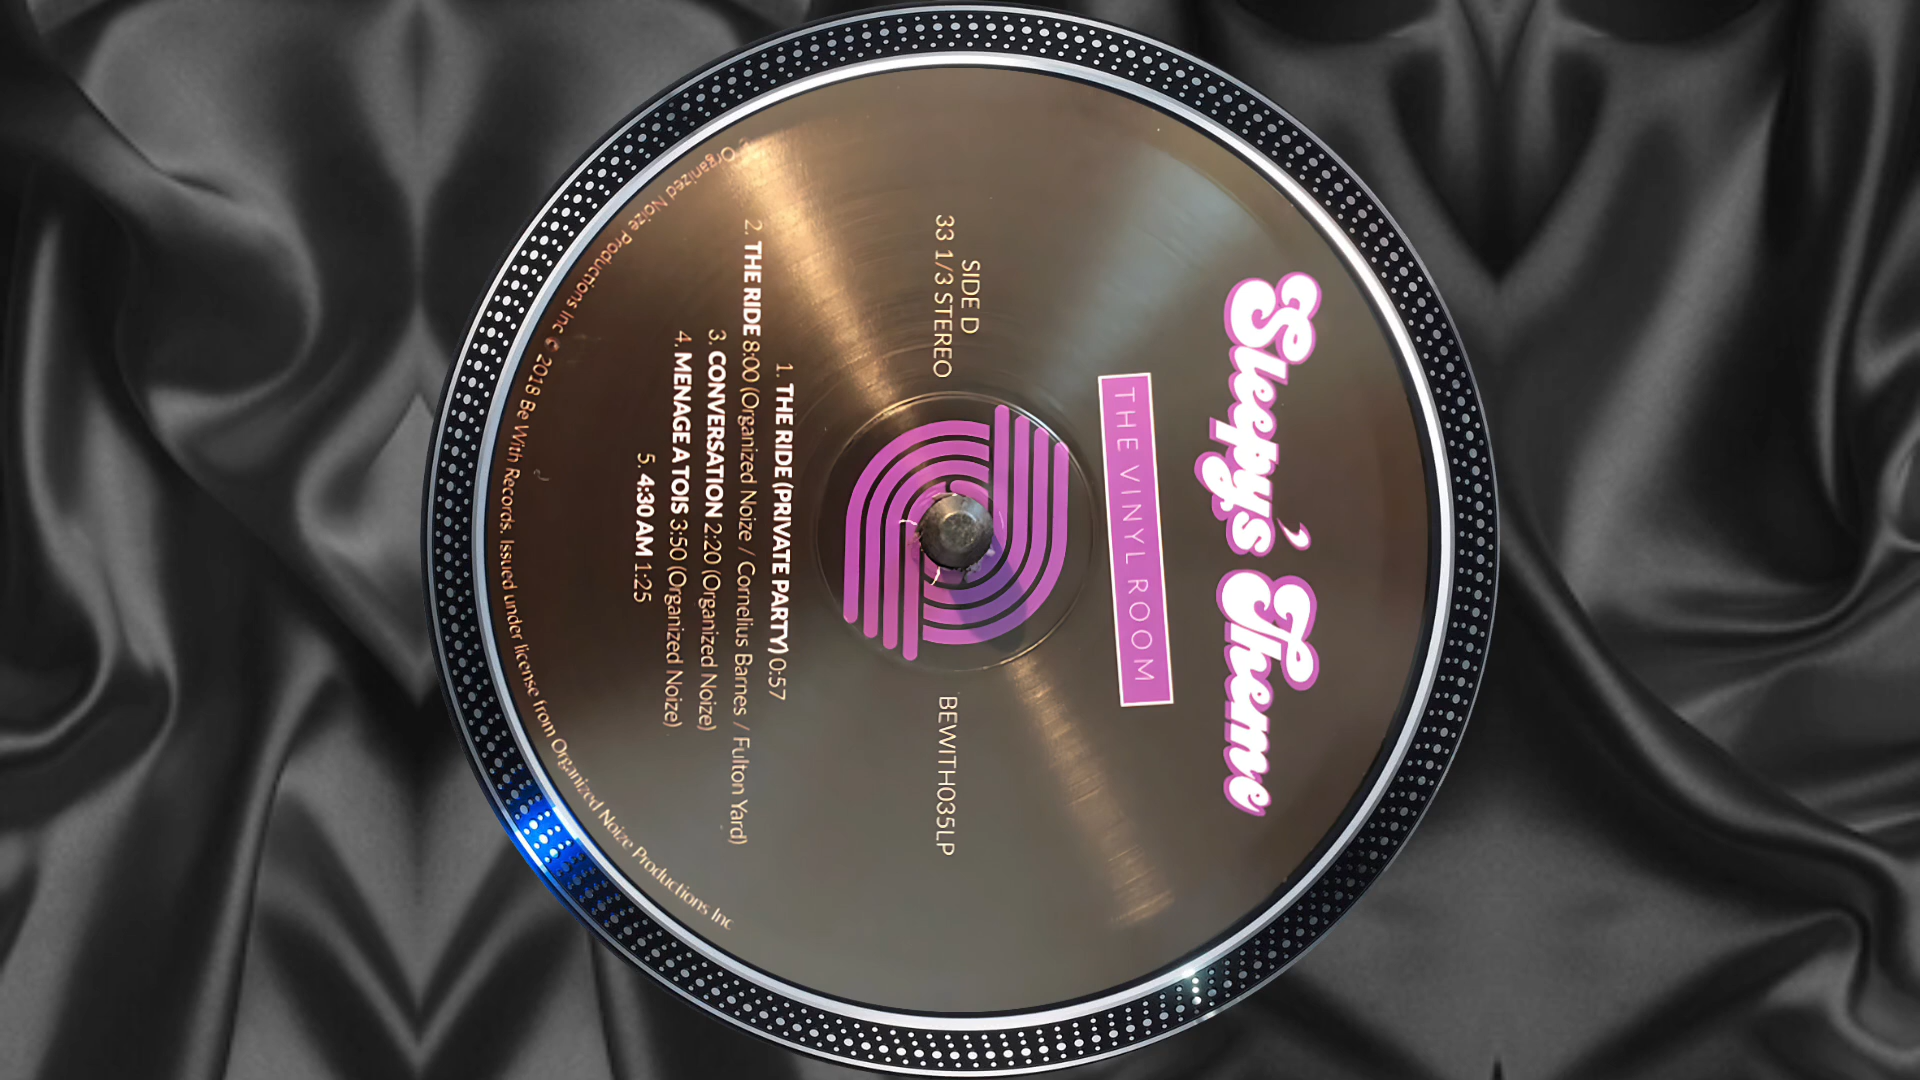 Sleepy's Theme
THE VINYL ROOM
SIDE D
33 1/3 STEREO
BEWITH035LP
1. THE RIDE (PRIVATE PARTY) 0:57
2. THE RIDE 8:00 (Organized Noize / Cornelius Barnes / Fulton Yard)
3. CONVERSATION 2:20 (Organized Noize)
4. MENAGE A TOIS 3:50 (Organized Noize)
5. 4:30 AM 1:25
Organized Noize Productions Inc © 2018 Be With Records. Issued under license from Organized Noize Productions Inc